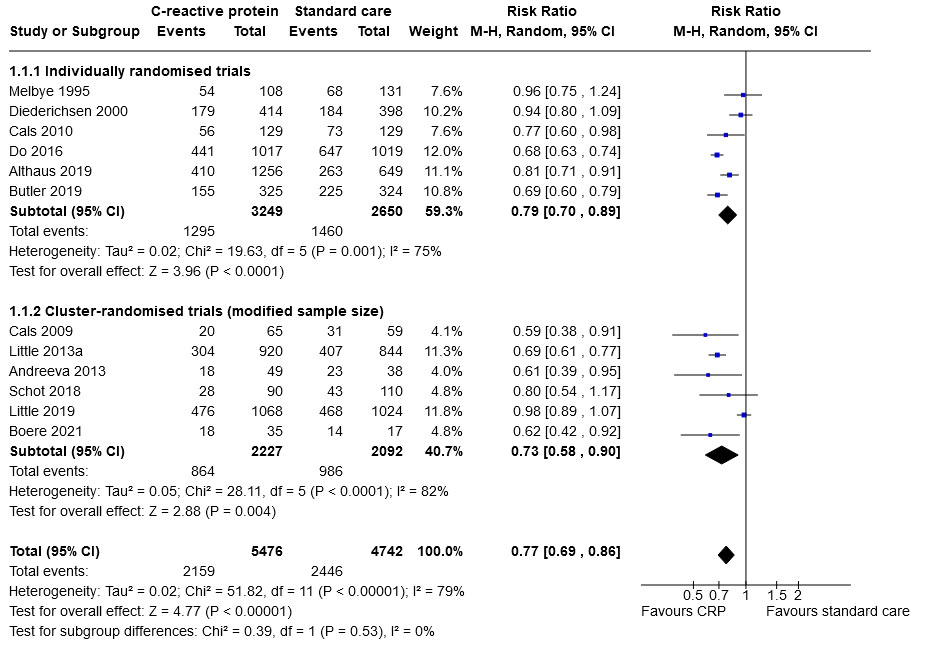 C-reactive protein Standard care Risk Ratio Risk Ratio
Study or Subgroup Events Total Events Total Weight M-H, Random, 95% CI M-H, Random, 95% CI
1.1.1 Individually randomised trials
Melbye 1995 54 108 68 131 7.6% 0.96 [0.75 , 1.24]
Diederichsen 2000 179 414 184 398 10.2% 0.94 [0.80 , 1.09]
Cals 2010 56 129 73 129 7.6% 0.77 [0.60 , 0.98]
Do 2016 441 1017 647 1019 12.0% 0.68 [0.63 , 0.74]
Althaus 2019 410 1256 263 649 11.1% 0.81 [0.71 , 0.91]
Butler 2019 155 325 225 324 10.8% 0.69 [0.60 , 0.79]
Subtotal (95% CI) 3249 2650 59.3% 0.79 [0.70 , 0.89]
Total events: 1295 1460
Heterogeneity: Tau² = 0.02; Chi² = 19.63, df = 5 (P = 0.001); I² = 75%
Test for overall effect: Z = 3.96 (P < 0.0001)
1.1.2 Cluster-randomised trials (modified sample size)
Cals 2009 20 65 31 59 4.1% 0.59 [0.38 , 0.91]
Little 2013a 304 920 407 844 11.3% 0.69 [0.61 , 0.77]
Andreeva 2013 18 49 23 38 4.0% 0.61 [0.39 , 0.95]
Schot 2018 28 90 43 110 4.8% 0.80 [0.54 , 1.17]
Little 2019 476 1068 468 1024 11.8% 0.98 [0.89 , 1.07]
Boere 2021 18 35 14 17 4.8% 0.62 [0.42 , 0.92]
Subtotal (95% CI) 2227 2092 40.7% 0.73 [0.58 , 0.90]
Total events: 864 986
Heterogeneity: Tau² = 0.05; Chi² = 28.11, df = 5 (P < 0.0001); I² = 82%
Test for overall effect: Z = 2.88 (P = 0.004)
Total (95% CI) 5476 4742 100.0% 0.77 [0.69 , 0.86]
Total events: 2159 2446
Heterogeneity: Tau² = 0.02; Chi² = 51.82, df = 11 (P < 0.00001); I² = 79%
0.5 0.7 1 1.5 2
Test for overall effect: Z = 4.77 (P < 0.00001) Favours CRP Favours standard care
Test for subgroup differences: Chi² = 0.39, df = 1 (P = 0.53), I² = 0%